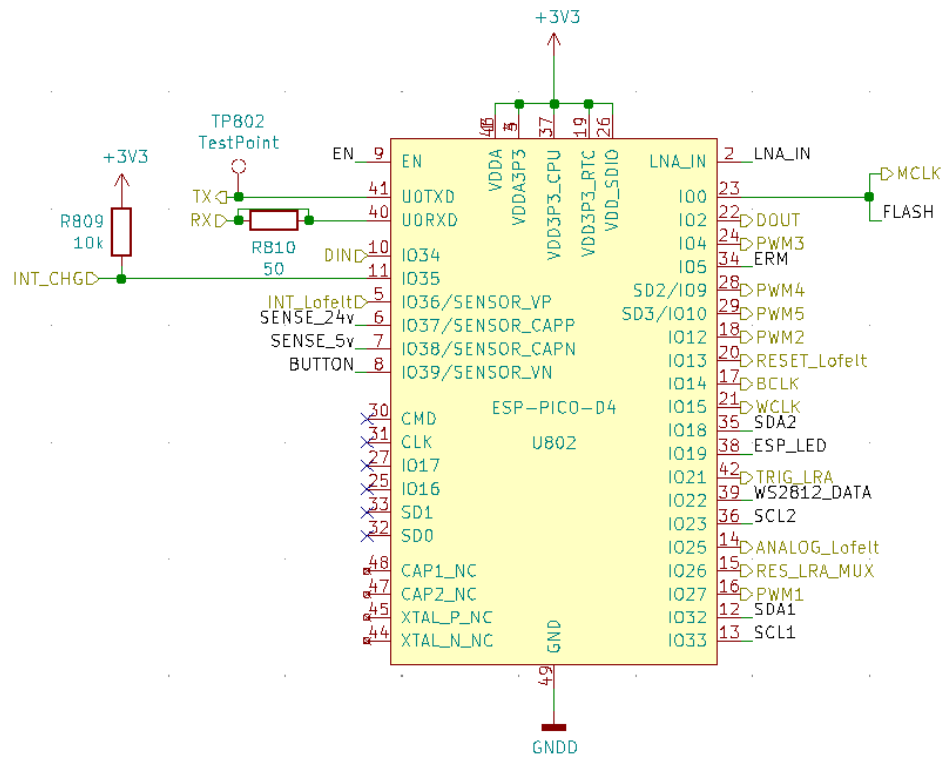 +3V3
TP802
TestPoint
+3V3
R809
10k
TX
RX
R810
50
INT_CHG
DIN
INT_Lofelt
SENSE_24v
SENSE_5v
BUTTON
EN 9 EN
41 U0TXD
40 U0RXD
10 IO34
11 IO35
5 IO36/SENSOR_VP
6 IO37/SENSOR_CAPP
7 IO38/SENSOR_CAPN
8 IO39/SENSOR_VN
30 CMD
31 CLK
27 IO17
25 IO16
33 SD1
32 SD0
48 CAP1_NC
47 CAP2_NC
45 XTAL_P_NC
44 XTAL_N_NC
VDDA
VDDA3P3
37 VDD3P3_CPU
19 VDD3P3_RTC
26 VDD_SDIO
ESP-PICO-D4
U802
LNA_IN 2 LNA_IN
IO0 23
MCLK
FLASH
IO2 22 DOUT
IO4 24 PWM3
IO5 34 ERM
SD2/IO9 28 PWM4
SD3/IO10 29 PWM5
IO12 18 PWM2
IO13 20 RESET_Lofelt
IO14 17 BCLK
IO15 21 WCLK
IO18 35 SDA2
IO19 38 ESP_LED
IO21 42 TRIG_LRA
IO22 39 WS2812_DATA
IO23 36 SCL2
IO25 14 ANALOG_Lofelt
IO26 15 RES_LRA_MUX
IO27 16 PWM1
IO32 12 SDA1
IO33 13 SCL1
GND
49
GNDD